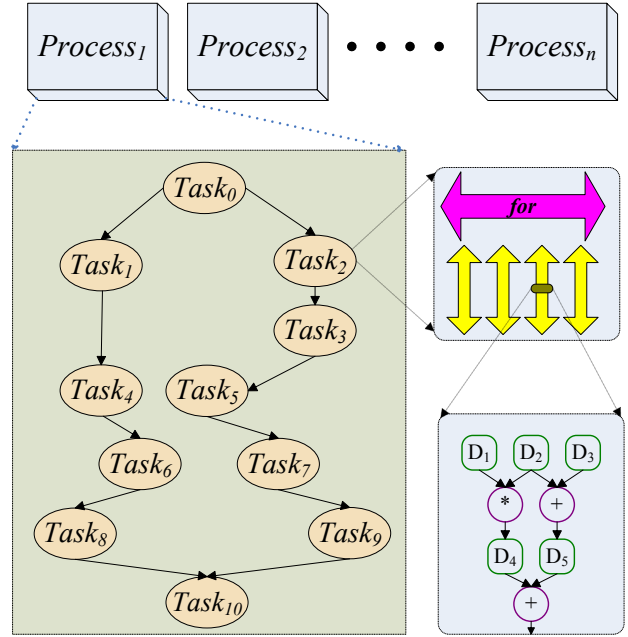 Process₁ Process₂ • • • • Processₙ
Task₀
for
Task₁ Task₂
Task₃
Task₄ Task₅
Task₆ Task₇
D₁ D₂ D₃
* +
Task₈ Task₉
D₄ D₅
Task₁₀
+